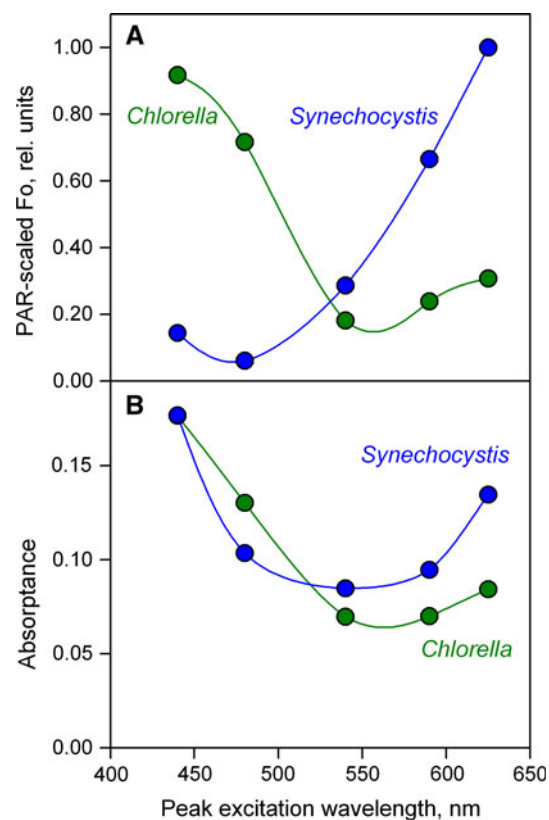 A
1.00
Chlorella
Synechocystis
0.80
0.60
0.40
0.20
0.00
PAR-scaled Fo, rel. units
B
Synechocystis
0.15
0.10
0.05
0.00
Chlorella
Absorptance
400 450 500 550 600 650
Peak excitation wavelength, nm